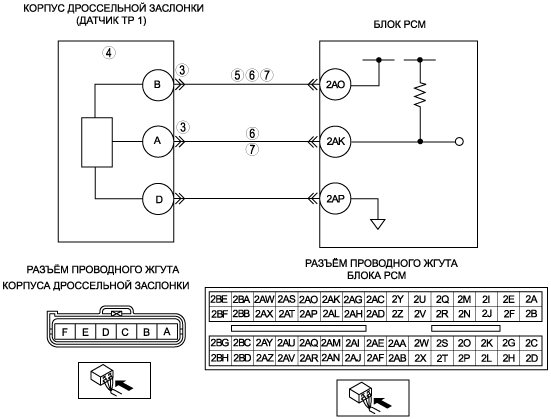 КОРПУС ДРОССЕЛЬНОЙ ЗАСЛОНКИ
(ДАТЧИК TP 1)
БЛОК PCM
4
B
3
5 6 7
2AO
A
3
6
7
2AK
D
2AP
РАЗЪЁМ ПРОВОДНОГО ЖГУТА
КОРПУСА ДРОССЕЛЬНОЙ ЗАСЛОНКИ
F E D C B A
РАЗЪЁМ ПРОВОДНОГО ЖГУТА
БЛОКА PCM
2BE 2BA 2AW 2AS 2AO 2AK 2AG 2AC 2Y 2U 2Q 2M 2I 2E 2A
2BF 2BB 2AX 2AT 2AP 2AL 2AH 2AD 2Z 2V 2R 2N 2J 2F 2B
2BG 2BC 2AY 2AU 2AQ 2AM 2AI 2AE 2AA 2W 2S 2O 2K 2G 2C
2BH 2BD 2AZ 2AV 2AR 2AN 2AJ 2AF 2AB 2X 2T 2P 2L 2H 2D